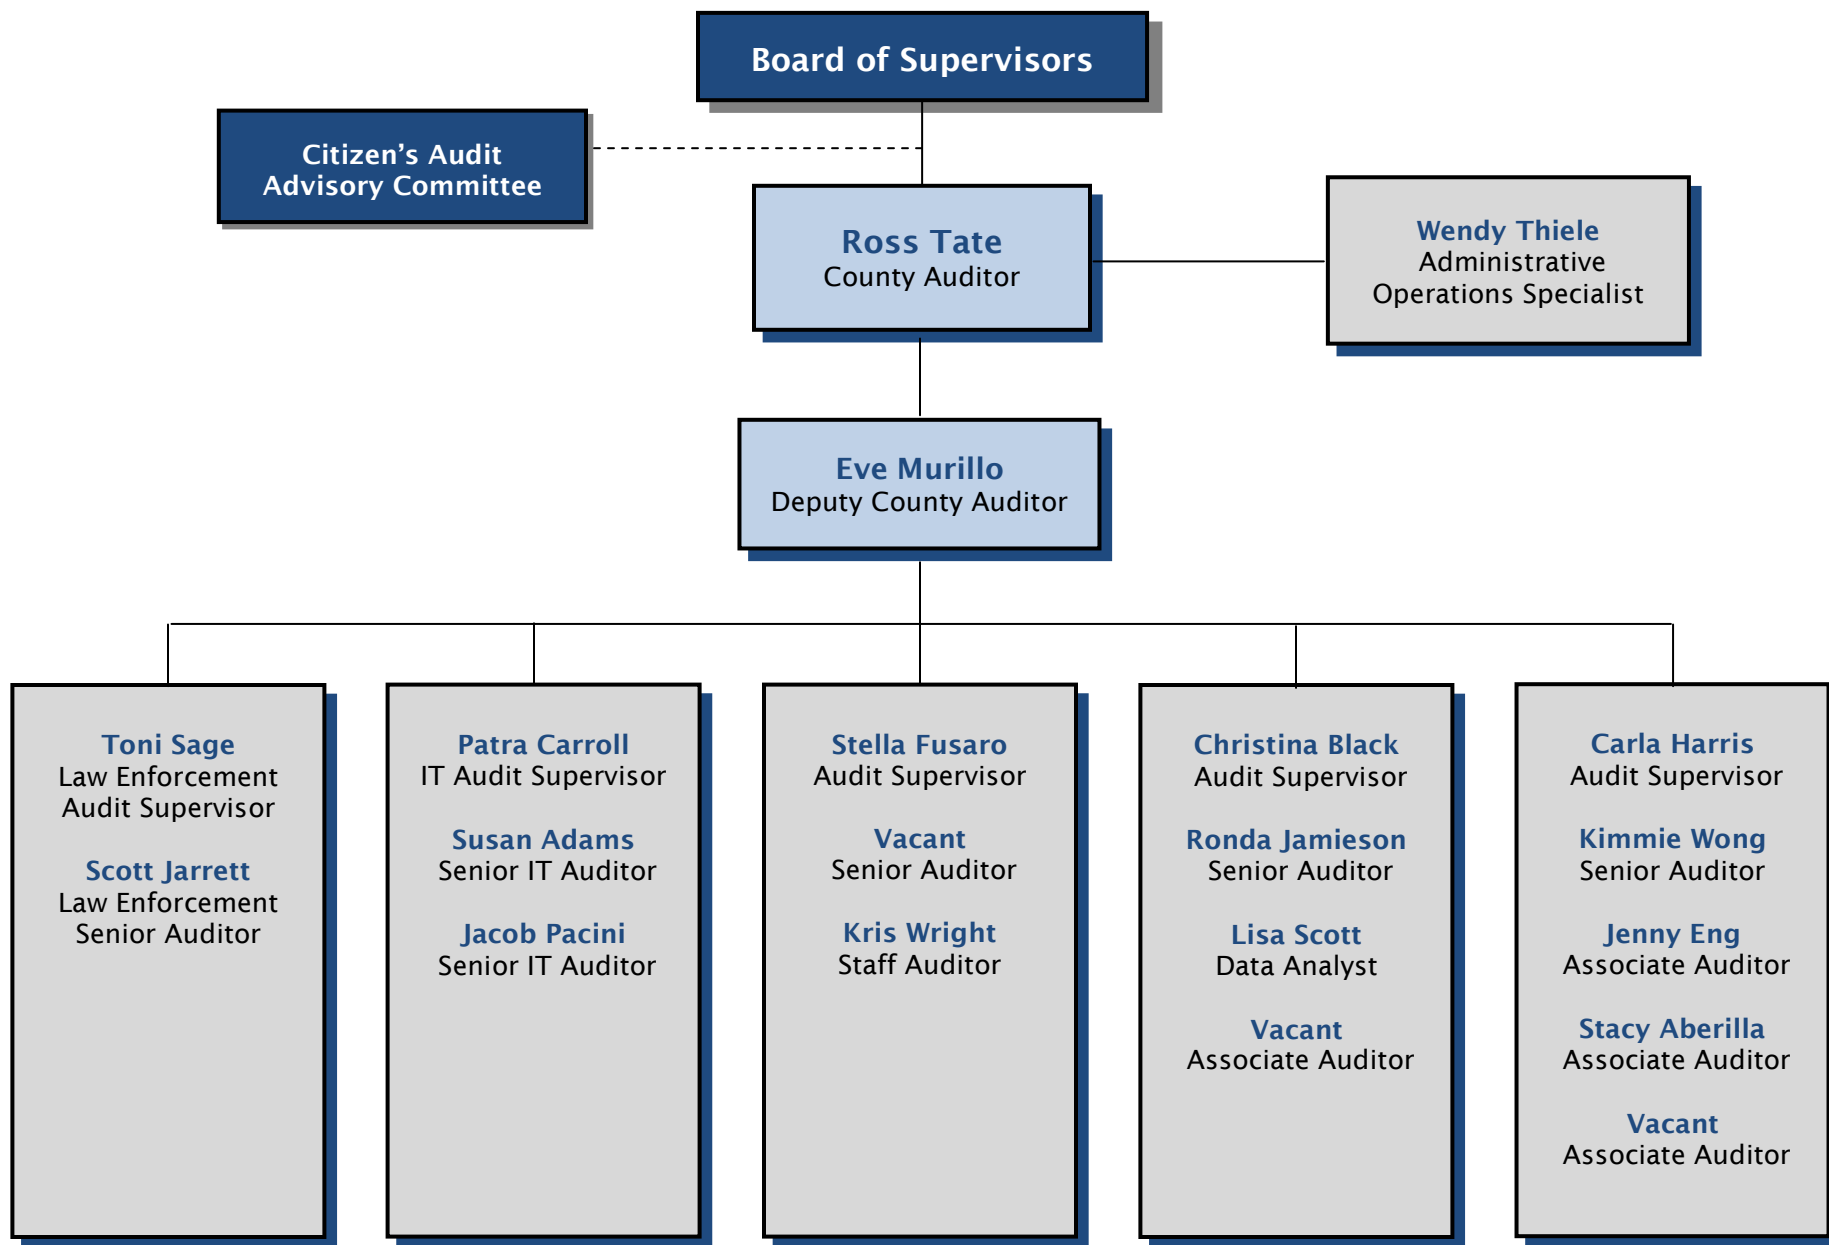 Board of Supervisors
Citizen’s Audit
Advisory Committee
Ross Tate
County Auditor
Wendy Thiele
Administrative
Operations Specialist
Eve Murillo
Deputy County Auditor
Toni Sage
Law Enforcement
Audit Supervisor
Scott Jarrett
Law Enforcement
Senior Auditor
Patra Carroll
IT Audit Supervisor
Susan Adams
Senior IT Auditor
Jacob Pacini
Senior IT Auditor
Stella Fusaro
Audit Supervisor
Vacant
Senior Auditor
Kris Wright
Staff Auditor
Christina Black
Audit Supervisor
Ronda Jamieson
Senior Auditor
Lisa Scott
Data Analyst
Vacant
Associate Auditor
Carla Harris
Audit Supervisor
Kimmie Wong
Senior Auditor
Jenny Eng
Associate Auditor
Stacy Aberilla
Associate Auditor
Vacant
Associate Auditor